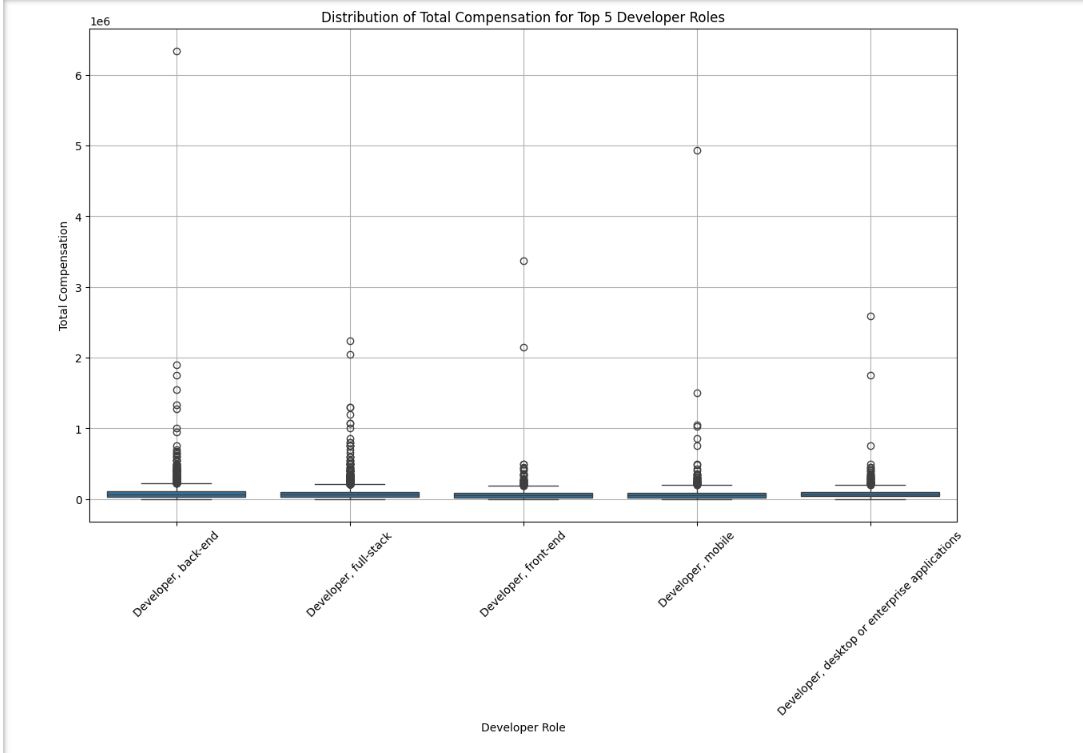 Distribution of Total Compensation for Top 5 Developer Roles
1e6
6
5
4
3
2
1
0
Total Compensation
Developer, back-end
Developer, full-stack
Developer, front-end
Developer, mobile
Developer, desktop or enterprise applications
Developer Role